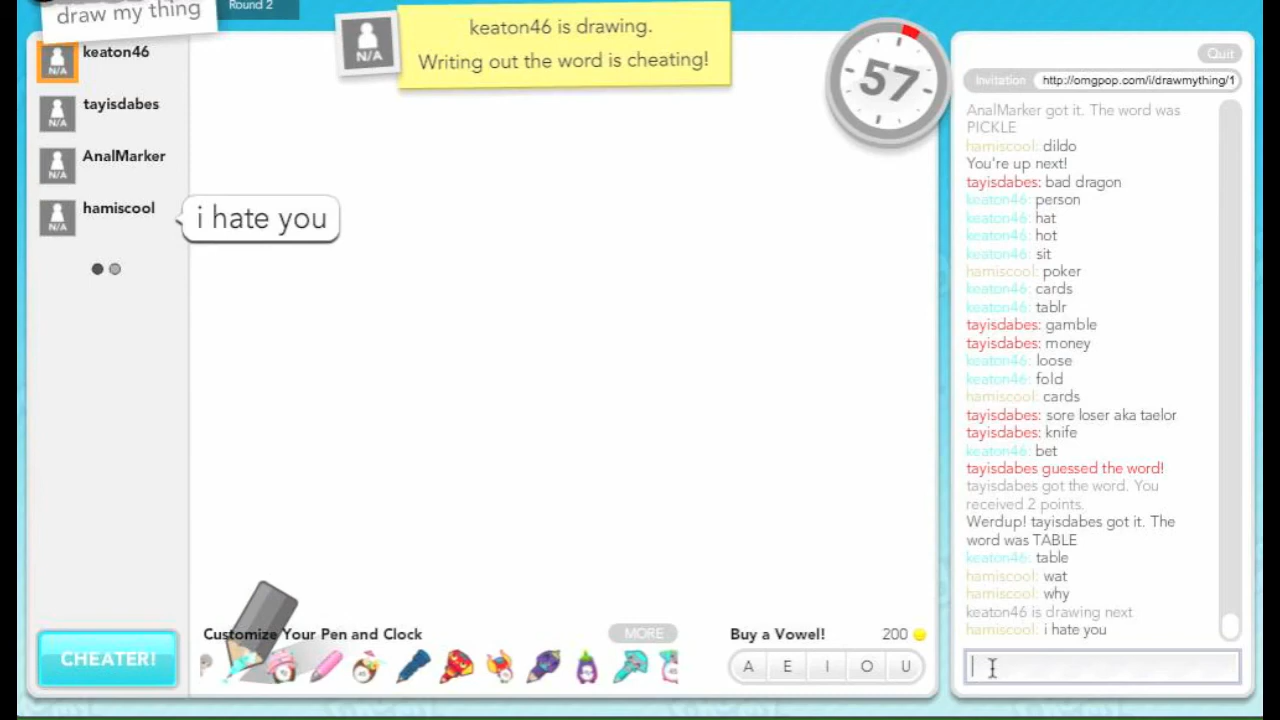 draw my thing
Round 2
keaton46 is drawing.
Writing out the word is cheating!
57
keaton46
N/A
tayisdabes
N/A
AnalMarker
N/A
hamiscool
N/A
N/A
i hate you
CHEATER!
Customize Your Pen and Clock
MORE
Buy a Vowel!
200
A E I O U
Quit
Invitation http://omgpop.com/i/drawmything/1
AnalMarker got it. The word was
PICKLE
hamiscool: dildo
You're up next!
tayisdabes: bad dragon
keaton46: person
keaton46: hat
keaton46: hot
keaton46: sit
hamiscool: poker
keaton46: cards
keaton46: tablr
tayisdabes: gamble
tayisdabes: money
keaton46: loose
keaton46: fold
hamiscool: cards
tayisdabes: sore loser aka taelor
tayisdabes: knife
keaton46: bet
tayisdabes guessed the word!
tayisdabes got the word. You
received 2 points.
Werdup! tayisdabes got it. The
word was TABLE
keaton46: table
hamiscool: wat
hamiscool: why
keaton46 is drawing next
hamiscool: i hate you